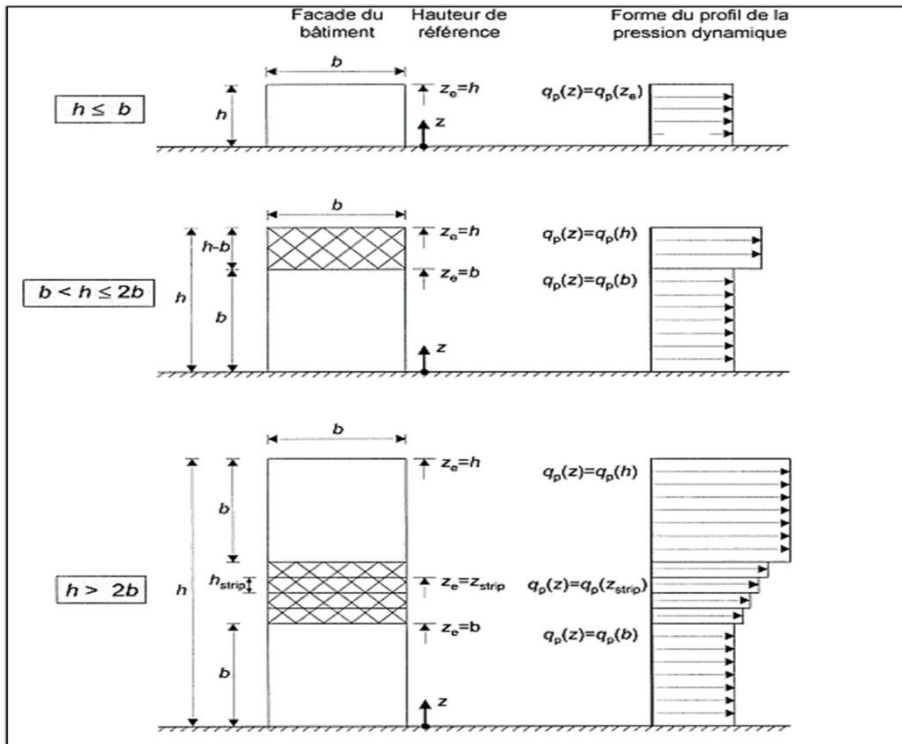 Facade du bâtiment
Hauteur de référence
Forme du profil de la pression dynamique
h ≤ b
b
h
z_e=h
z
q_p(z)=q_p(z_e)
b < h ≤ 2b
b
h-b
h
b
z_e=h
z_e=b
z
q_p(z)=q_p(h)
q_p(z)=q_p(b)
h > 2b
b
h
b
h_strip
b
z_e=h
z_e=z_strip
z_e=b
z
q_p(z)=q_p(h)
q_p(z)=q_p(z_strip)
q_p(z)=q_p(b)